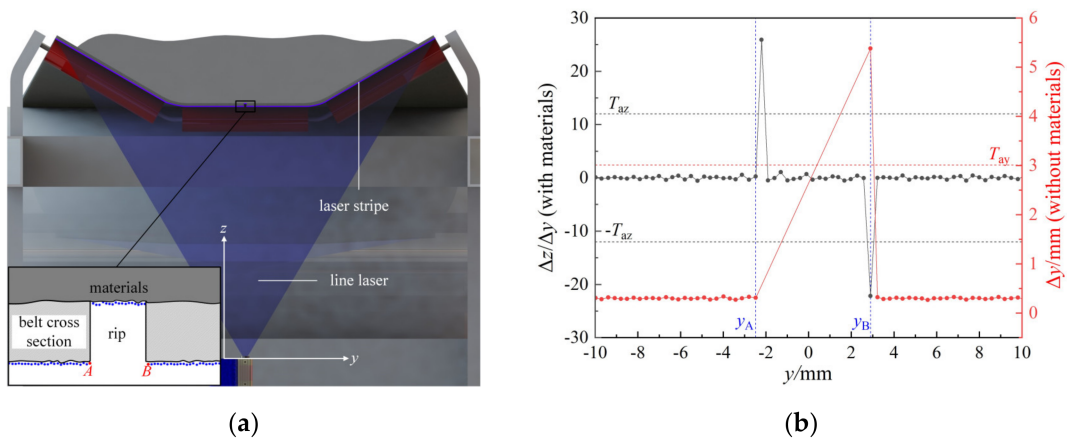 z
laser stripe
line laser
y
materials
belt cross
section
rip
A
B
(a)
Δz/Δy (with materials)
30
20
10
0
-10
-20
-30
T_az
-T_az
T_ay
y_A
y_B
-10
-8
-6
-4
-2
0
2
4
6
8
10
y/mm
6
5
4
3
2
1
0
Δy/mm (without materials)
(b)